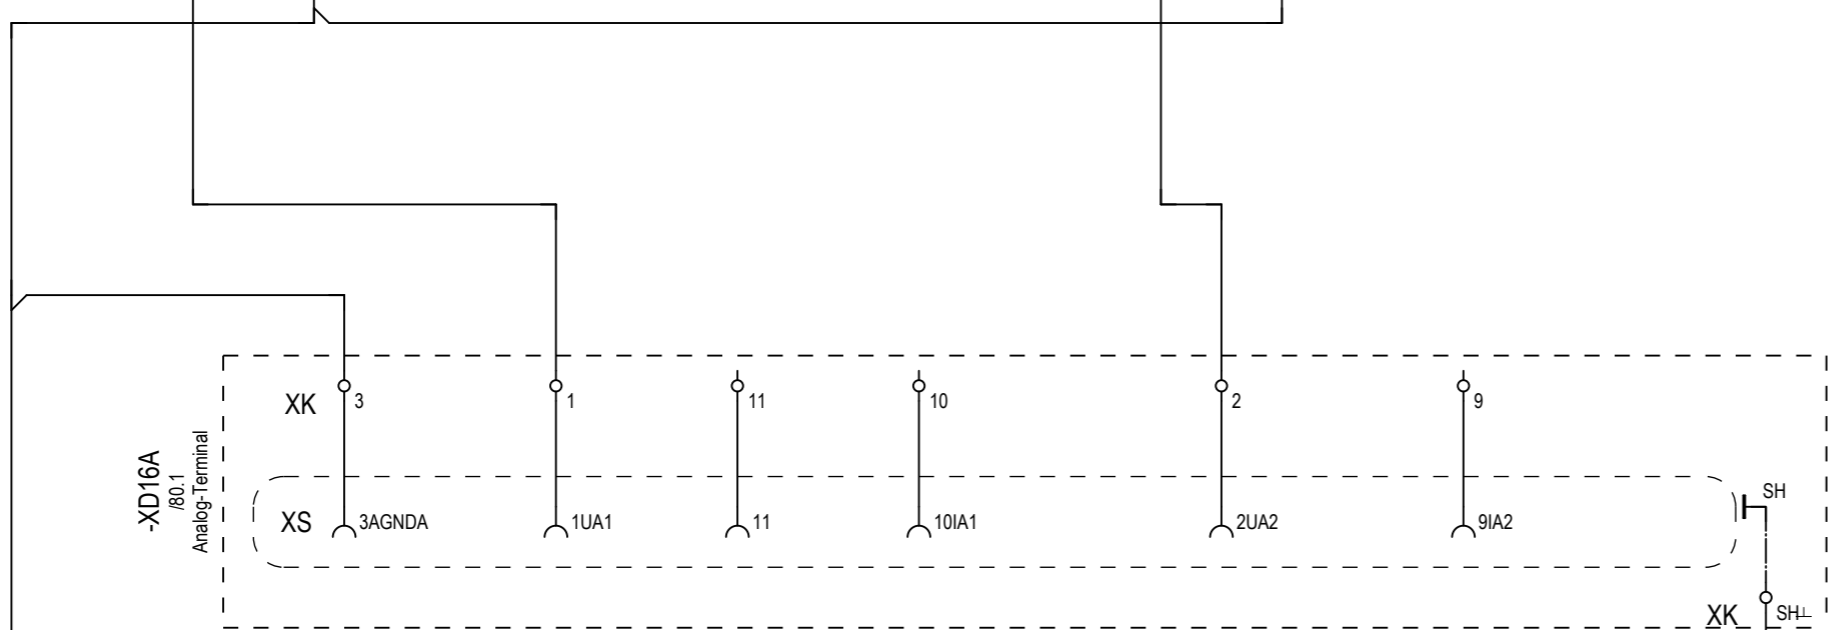 XK 3 1 11 10 2 9
-XD16A
/80.1
Analog-Terminal
XS 3AGNDA 1UA1 11 10IA1 2UA2 9IA2
SH
XK SH⊥